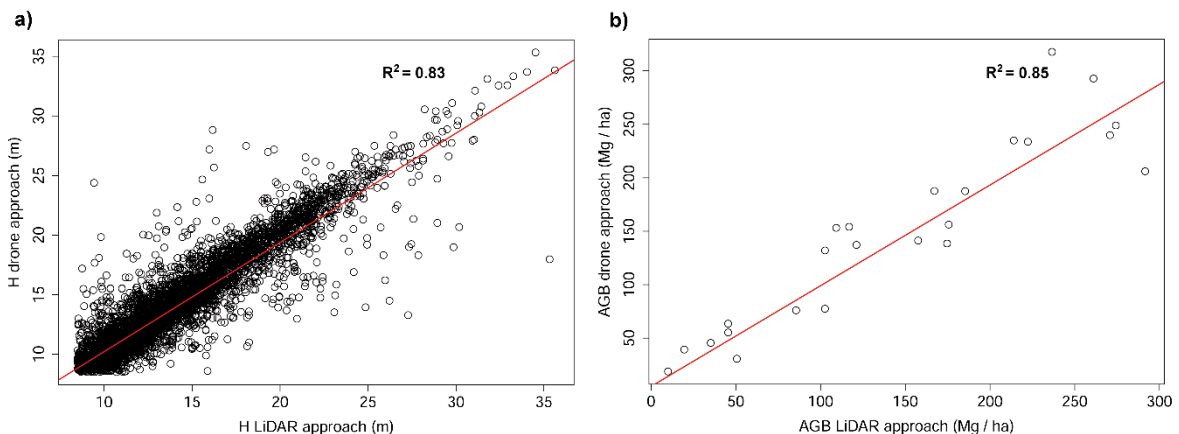 a)
R² = 0.83
H drone approach (m)
35
30
25
20
15
10
10 15 20 25 30 35
H LiDAR approach (m)
b)
R² = 0.85
AGB drone approach (Mg / ha)
300
250
200
150
100
50
0 50 100 150 200 250 300
AGB LiDAR approach (Mg / ha)